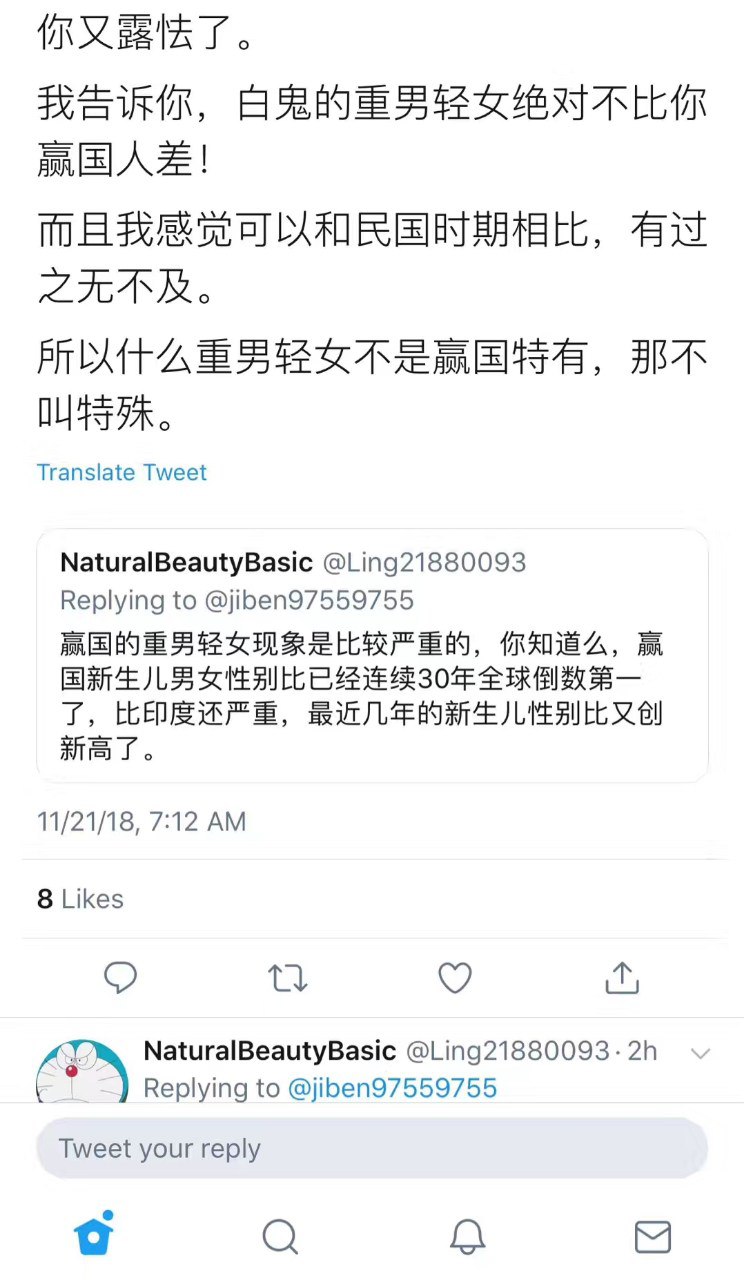 你又露怯了。
我告诉你，白鬼的重男轻女绝对不比你
赢国人差！
而且我感觉可以和民国时期相比，有过
之无不及。
所以什么重男轻女不是赢国特有，那不
叫特殊。
Translate Tweet
NaturalBeautyBasic @Ling21880093
Replying to @jiben97559755
赢国的重男轻女现象是比较严重的，你知道么，赢
国新生儿男女性别比已经连续30年全球倒数第一
了，比印度还严重，最近几年的新生儿性别比又创
新高了。
11/21/18, 7:12 AM
8 Likes
NaturalBeautyBasic @Ling21880093 · 2h
Replying to @jiben97559755
Tweet your reply